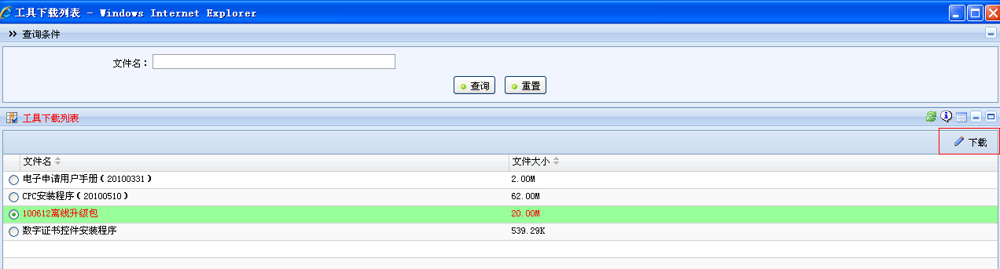 工具下载列表 - Windows Internet Explorer
查询条件
文件名：
查询 重置
工具下载列表
下载
文件名 文件大小
电子申请用户手册（20100331） 2.00M
CPC安装程序（20100510） 62.00M
100612离线升级包 20.00M
数字证书控件安装程序 539.29K